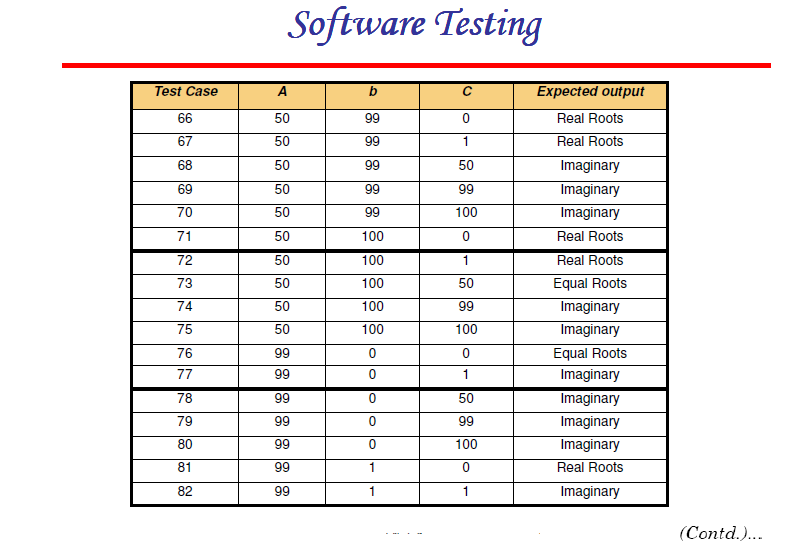 Software Testing
Test Case A b C Expected output
66 50 99 0 Real Roots
67 50 99 1 Real Roots
68 50 99 50 Imaginary
69 50 99 99 Imaginary
70 50 99 100 Imaginary
71 50 100 0 Real Roots
72 50 100 1 Real Roots
73 50 100 50 Equal Roots
74 50 100 99 Imaginary
75 50 100 100 Imaginary
76 99 0 0 Equal Roots
77 99 0 1 Imaginary
78 99 0 50 Imaginary
79 99 0 99 Imaginary
80 99 0 100 Imaginary
81 99 1 0 Real Roots
82 99 1 1 Imaginary
(Contd.)...